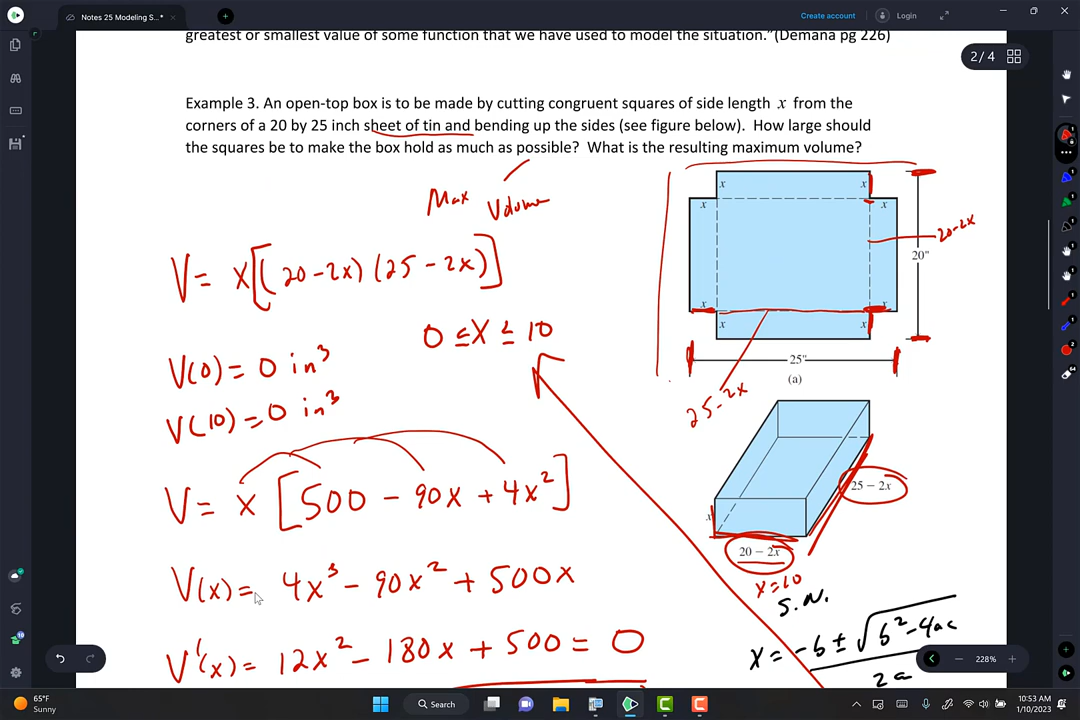 Notes 25 Modeling S...*
Create account
Login
greatest or smallest value of some function that we have used to model the situation."(Demana pg 226)
2/4
Example 3. An open-top box is to be made by cutting congruent squares of side length x from the
corners of a 20 by 25 inch sheet of tin and bending up the sides (see figure below). How large should
the squares be to make the box hold as much as possible? What is the resulting maximum volume?
Max Volume
V= x[(20-2x)(25-2x)]
0 ≤ x ≤ 10
V(0)= 0 in³
V(10)=0 in³
V= x [500 - 90x + 4x²]
V(x)= 4x³ - 90x² + 500x
V'(x)= 12x² - 180x + 500 = 0
x
x
x
x
x
x
x
x
20-2x
20"
25"
(a)
25-2x
x
25 - 2x
20 - 2x
x=10
S.N.
x = -b ± √b²-4ac
2a
228%
65°F
Sunny
Search
10:53 AM
1/10/2023